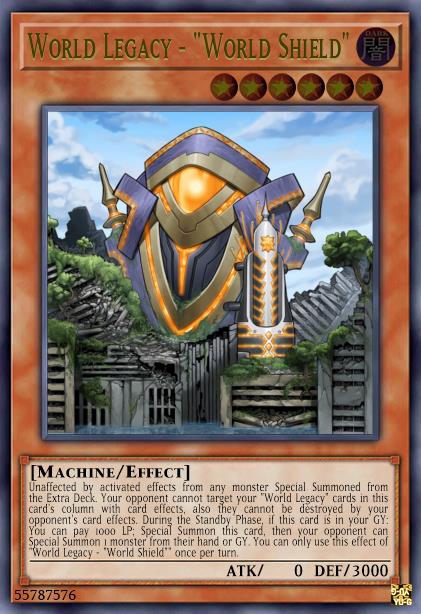 World Legacy - "World Shield"
DARK
闇
[Machine/Effect]
Unaffected by activated effects from any monster Special Summoned from
the Extra Deck. Your opponent cannot target your "World Legacy" cards in this
card's column with card effects, also they cannot be destroyed by your
opponent's card effects. During the Standby Phase, if this card is in your GY:
You can pay 1000 LP; Special Summon this card, then your opponent can
Special Summon 1 monster from their hand or GY. You can only use this effect of
"World Legacy - "World Shield"" once per turn.
ATK/ 0 DEF/3000
55787576